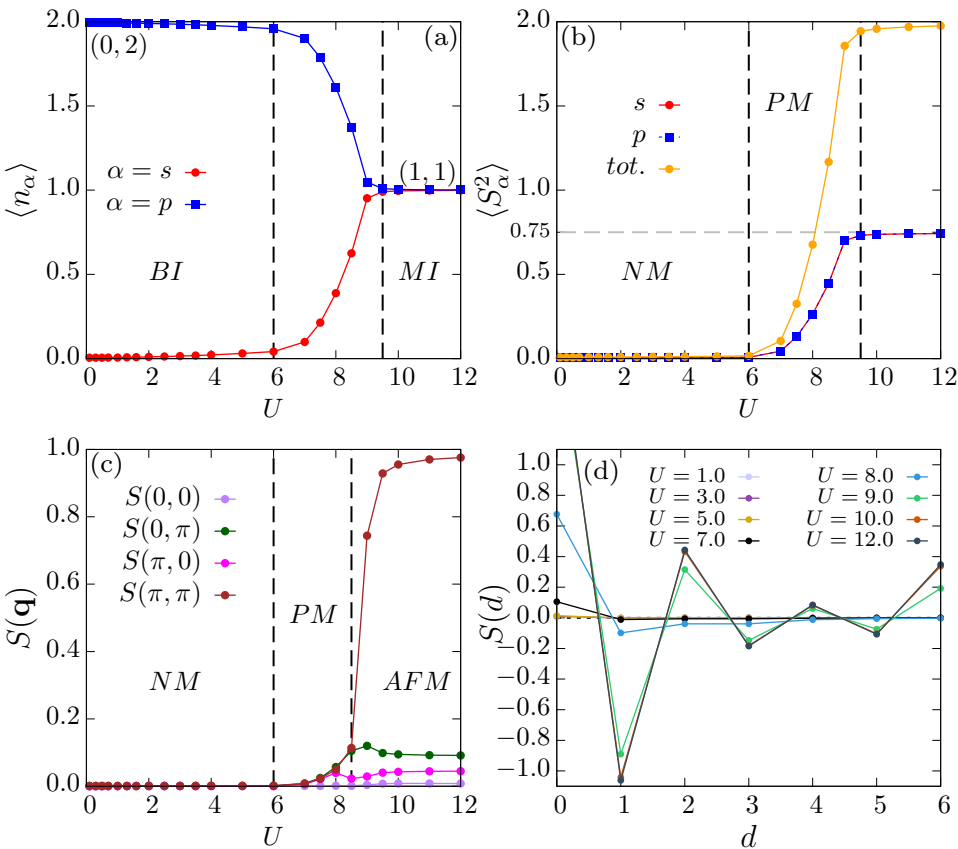 (a)
(0, 2)
(1, 1)
α = s
α = p
BI
MI
⟨n_α⟩
2.0
1.5
1.0
0.5
0.0
0 2 4 6 8 10 12
U
(b)
PM
s
p
tot.
NM
⟨S²_α⟩
2.0
1.5
1.0
0.75
0.5
0.0
0 2 4 6 8 10 12
U
(c)
S(0, 0)
S(0, π)
S(π, 0)
S(π, π)
PM
NM
AFM
S(q)
1.0
0.8
0.6
0.4
0.2
0.0
0 2 4 6 8 10 12
U
(d)
U = 1.0
U = 3.0
U = 5.0
U = 7.0
U = 8.0
U = 9.0
U = 10.0
U = 12.0
S(d)
1.0
0.8
0.6
0.4
0.2
−0.0
−0.2
−0.4
−0.6
−0.8
−1.0
0 1 2 3 4 5 6
d